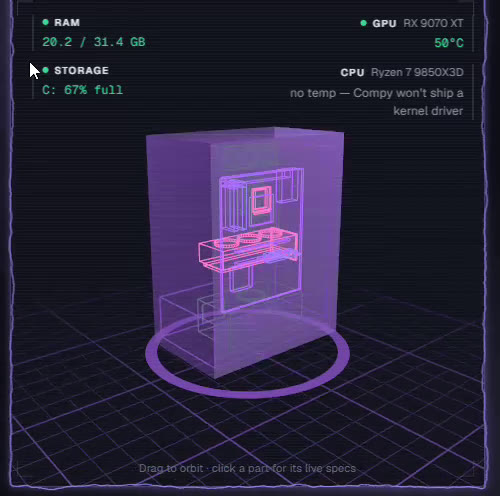 RAM
20.2 / 31.4 GB
GPU RX 9070 XT
50°C
STORAGE
C: 67% full
CPU Ryzen 7 9850X3D
no temp — Compy won't ship a
kernel driver
Drag to orbit · click a part for its live specs